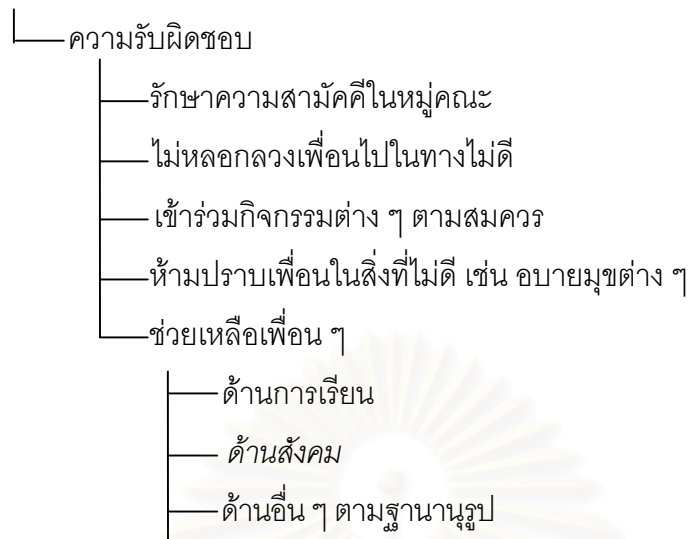 ความรับผิดชอบ
รักษาความสามัคคีในหมู่คณะ
ไม่หลอกลวงเพื่อนไปในทางไม่ดี
เข้าร่วมกิจกรรมต่าง ๆ ตามสมควร
ห้ามปราบเพื่อนในสิ่งที่ไม่ดี เช่น อบายมุขต่าง ๆ
ช่วยเหลือเพื่อน ๆ
ด้านการเรียน
ด้านสังคม
ด้านอื่น ๆ ตามฐานานุรูป